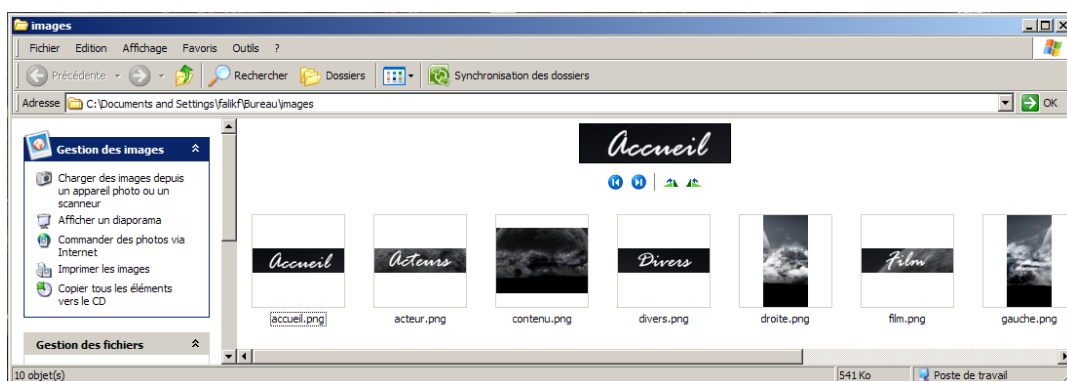 images
Fichier Edition Affichage Favoris Outils ?
Précédente Rechercher Dossiers Synchronisation des dossiers
Adresse C:\Documents and Settings\falikf\Bureau\images OK
Gestion des images
Charger des images depuis
un appareil photo ou un
scanneur
Afficher un diaporama
Commander des photos via
Internet
Imprimer les images
Copier tous les éléments
vers le CD
Gestion des fichiers
Accueil
Accueil Acteurs Divers Film
accueil.png acteur.png contenu.png divers.png droite.png film.png gauche.png
10 objet(s) 541 Ko Poste de travail